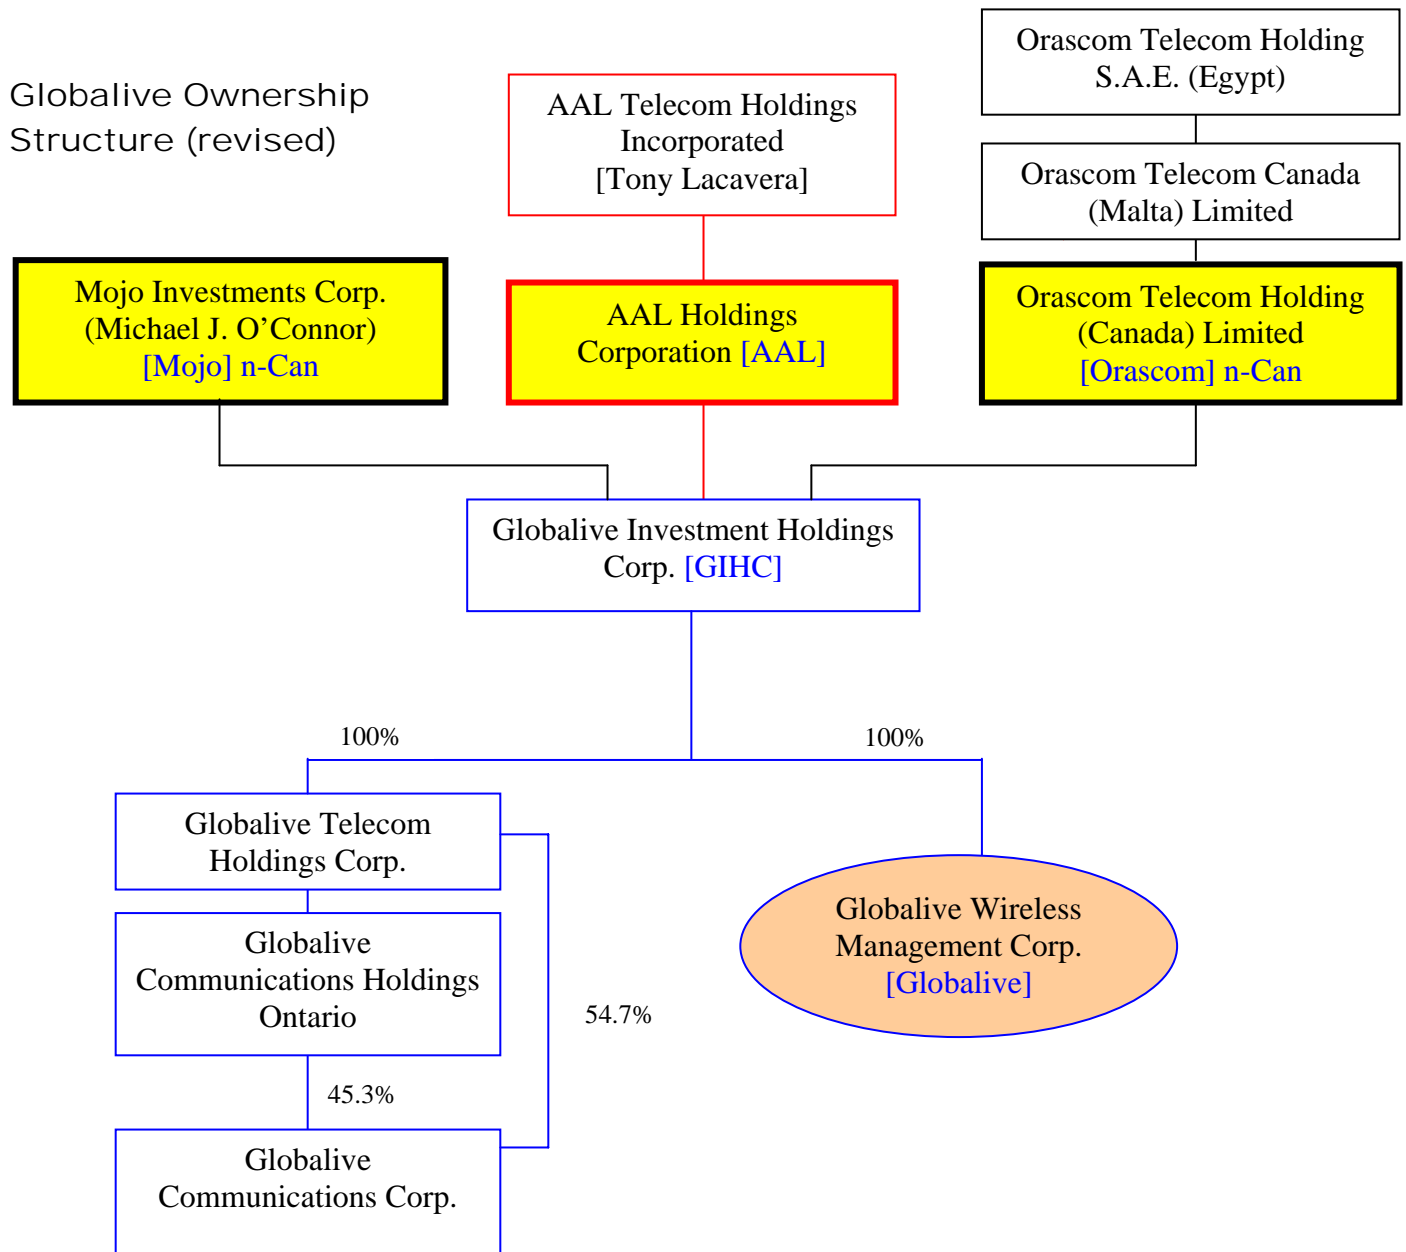 Globalive Ownership
Structure (revised)
AAL Telecom Holdings
Incorporated
[Tony Lacavera]
Orascom Telecom Holding
S.A.E. (Egypt)
Orascom Telecom Canada
(Malta) Limited
Mojo Investments Corp.
(Michael J. O’Connor)
[Mojo] n-Can
AAL Holdings
Corporation [AAL]
Orascom Telecom Holding
(Canada) Limited
[Orascom] n-Can
Globalive Investment Holdings
Corp. [GIHC]
100%
100%
Globalive Telecom
Holdings Corp.
Globalive
Communications Holdings
Ontario
54.7%
45.3%
Globalive
Communications Corp.
Globalive Wireless
Management Corp.
[Globalive]